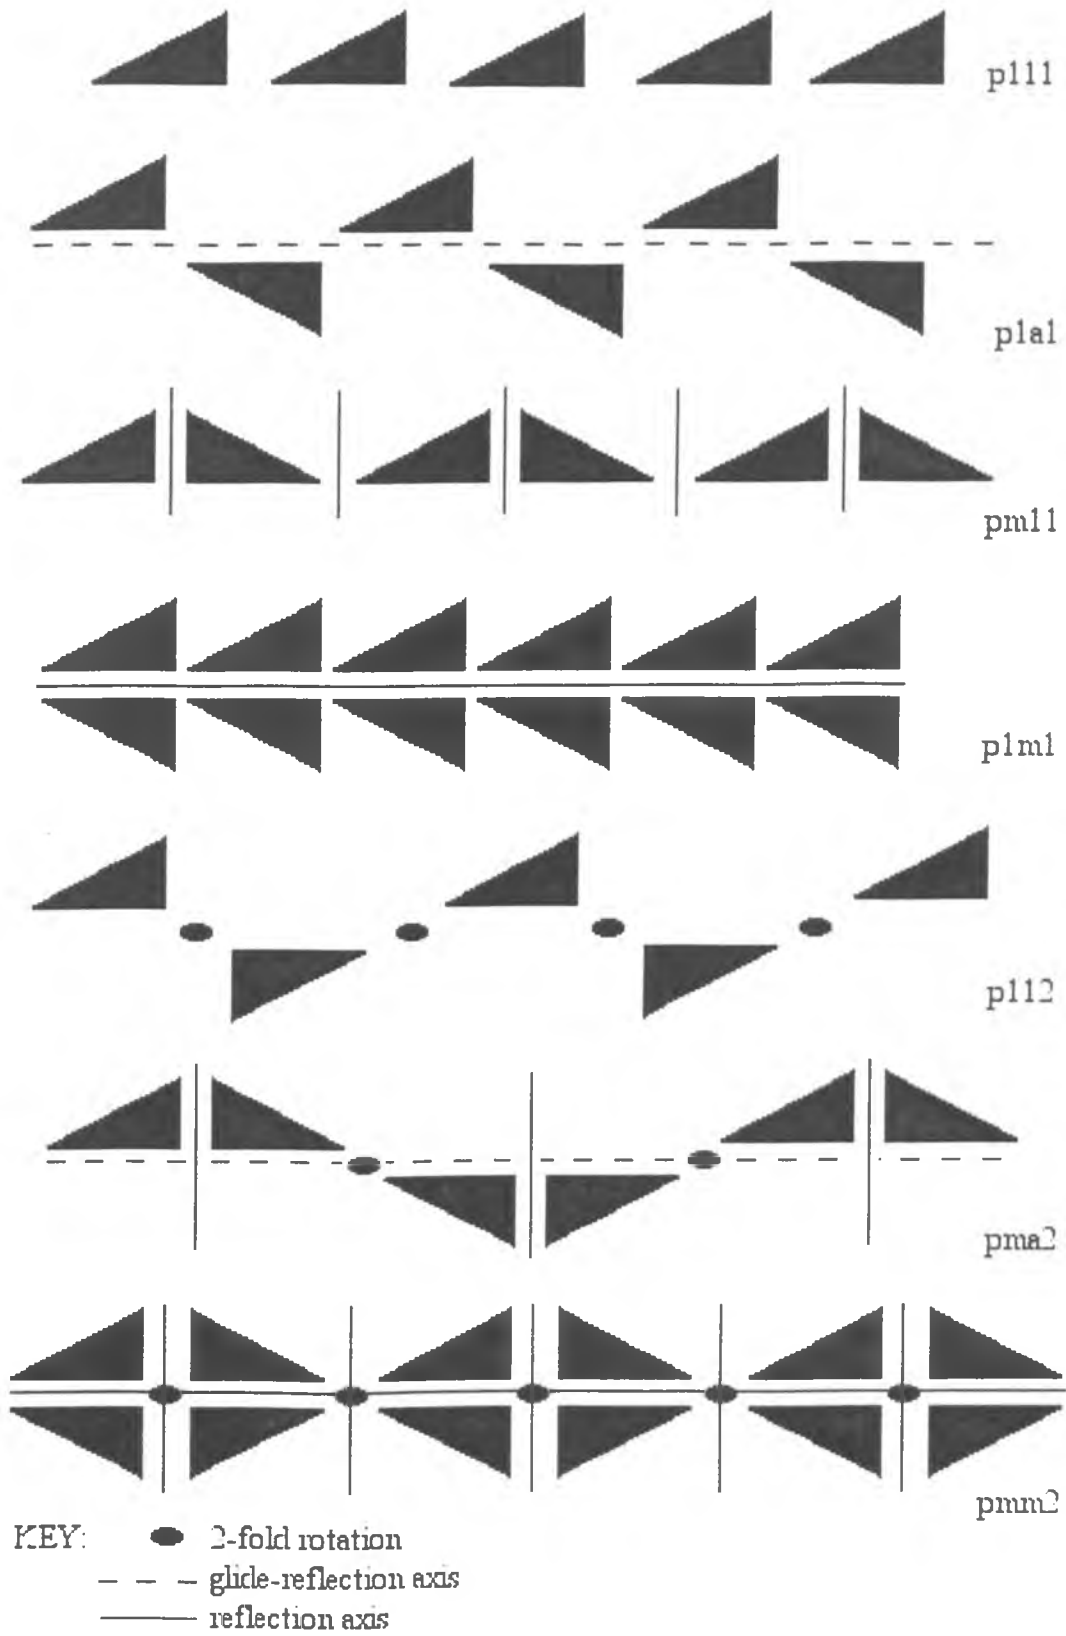 p111
p1a1
pm11
p1m1
p112
pma2
pmm2
KEY:
2-fold rotation
glide-reflection axis
reflection axis